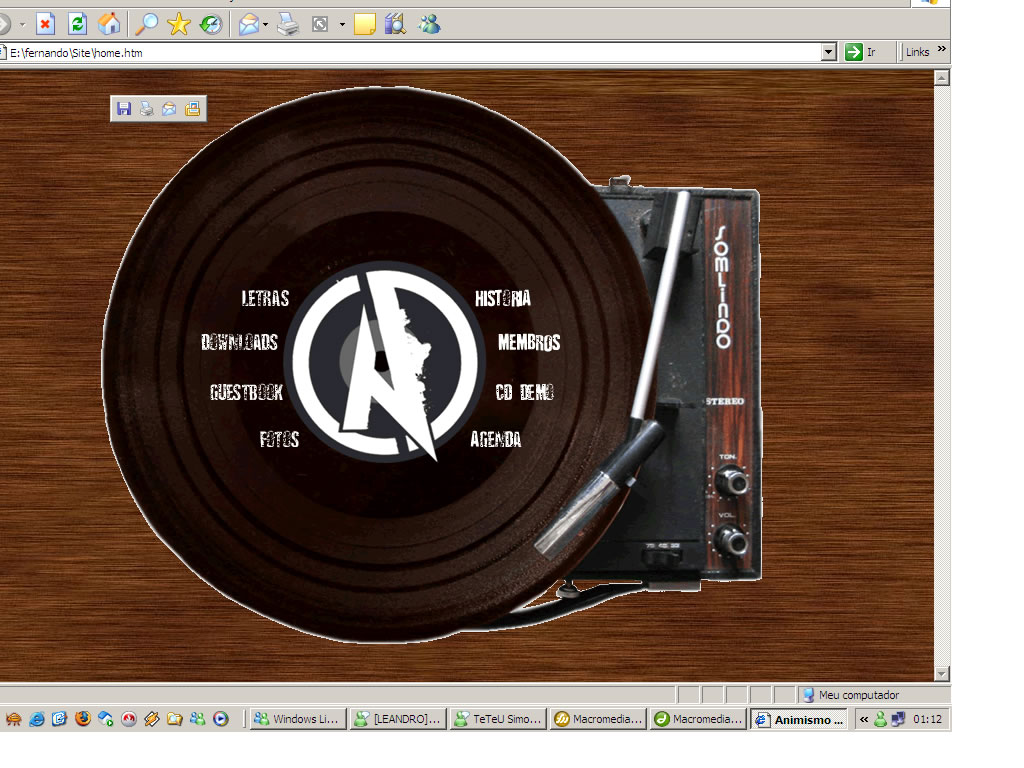 E:\fernando\Site\home.htm
Ir
Links »
LETRAS
HISTORIA
DOWNLOADS
MEMBROS
GUESTBOOK
CD DEMO
FOTOS
AGENDA
SOMLINDO
STEREO
TON.
VOL.
Meu computador
Windows Li...
[LEANDRO]...
TeTeU Simo...
Macromedia...
Macromedia...
Animismo ...
«
01:12